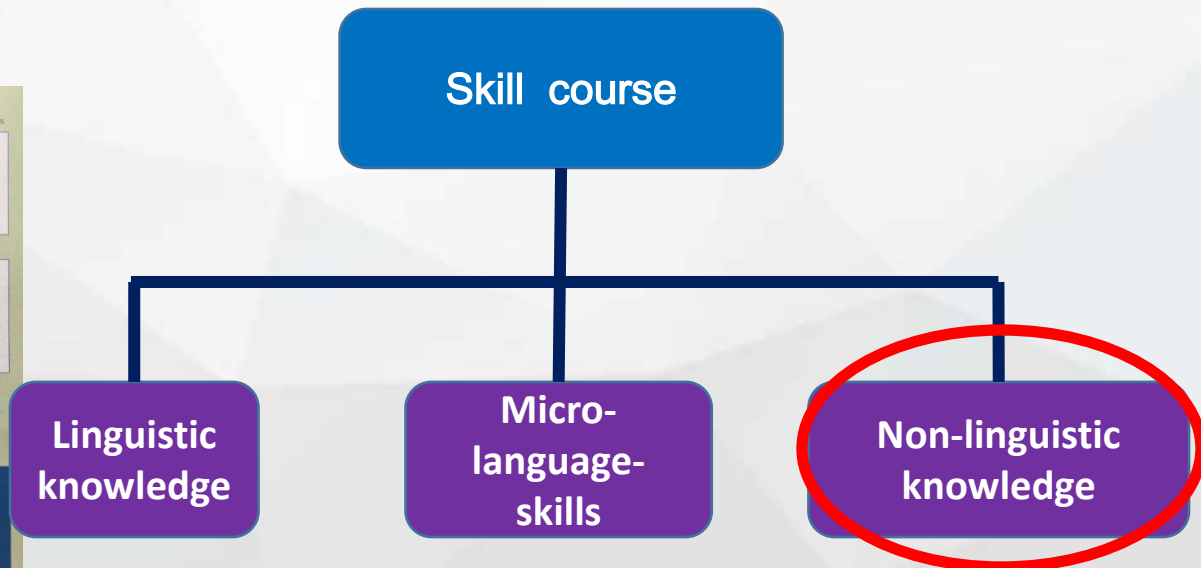 Skill course
Linguistic
knowledge
Micro-
language-
skills
Non-linguistic
knowledge